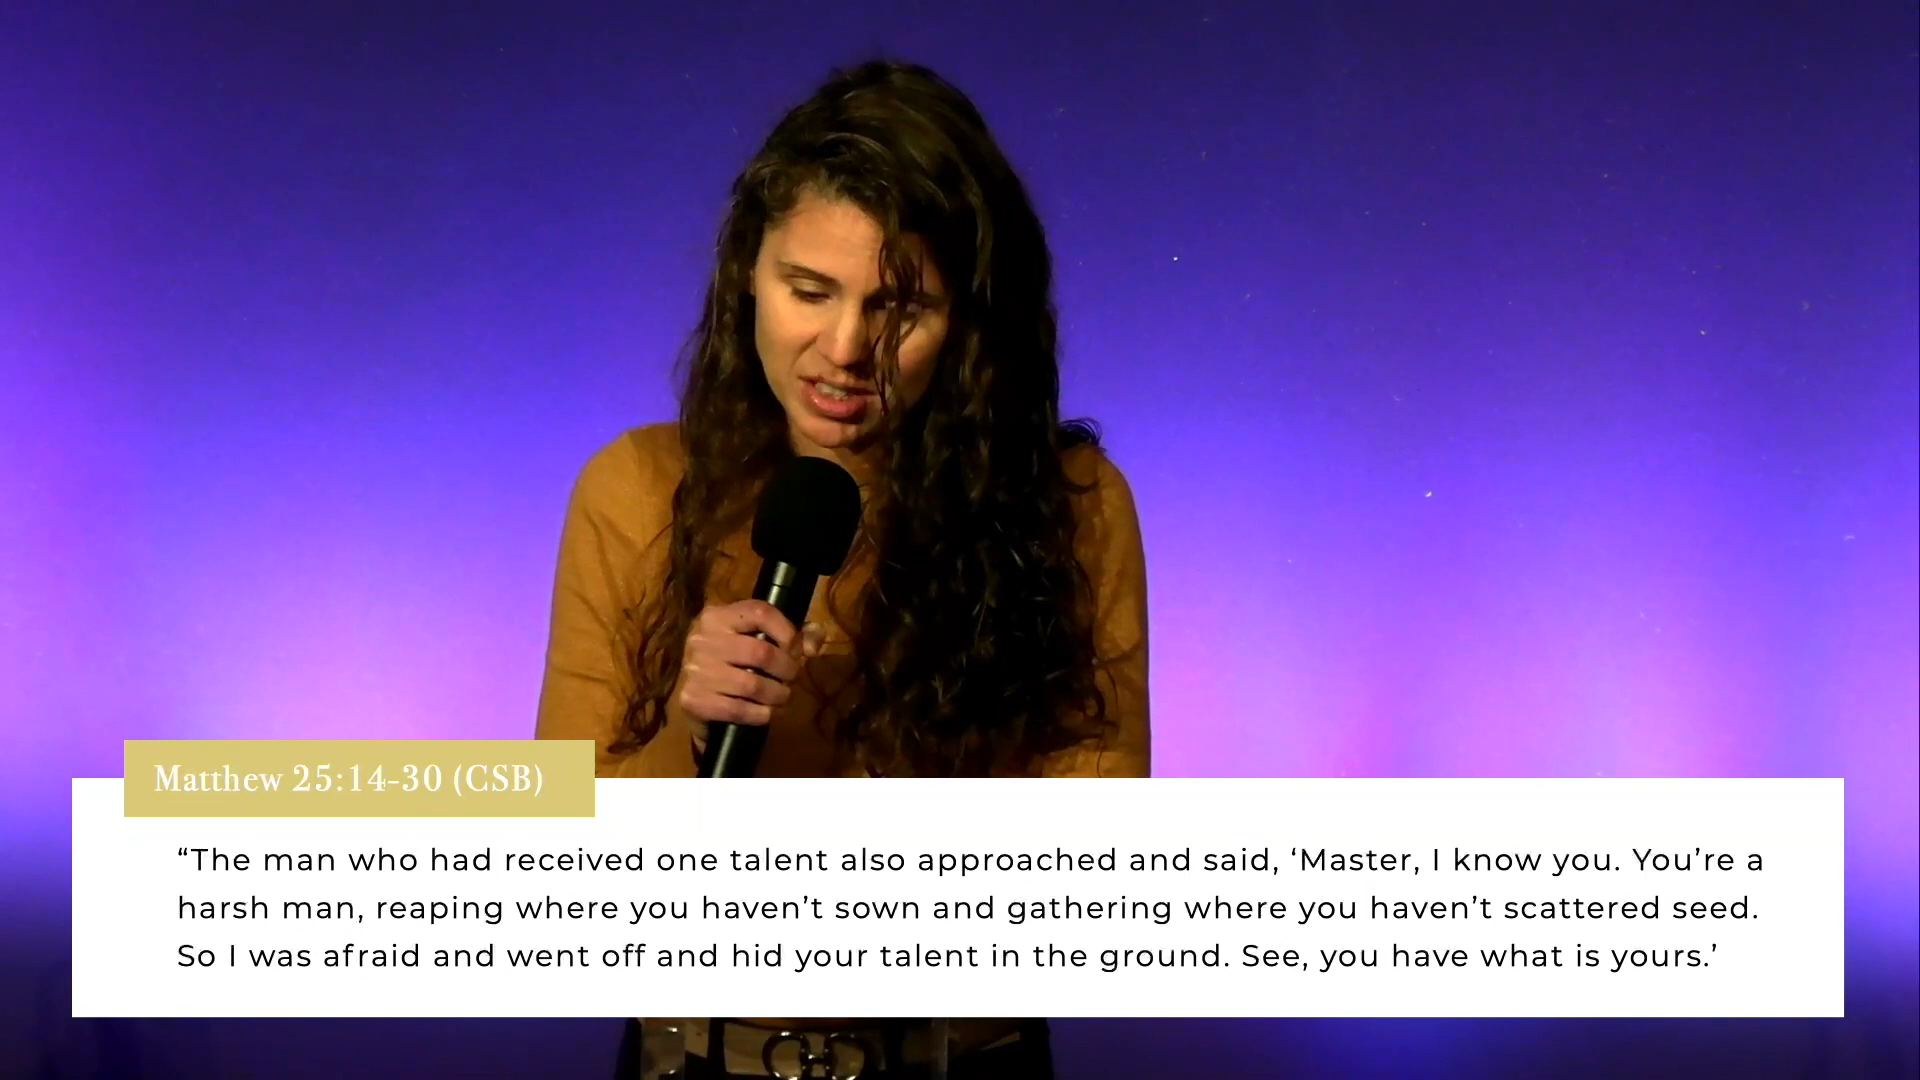 Matthew 25:14-30 (CSB)
“The man who had received one talent also approached and said, ‘Master, I know you. You’re a
harsh man, reaping where you haven’t sown and gathering where you haven’t scattered seed.
So I was afraid and went off and hid your talent in the ground. See, you have what is yours.’